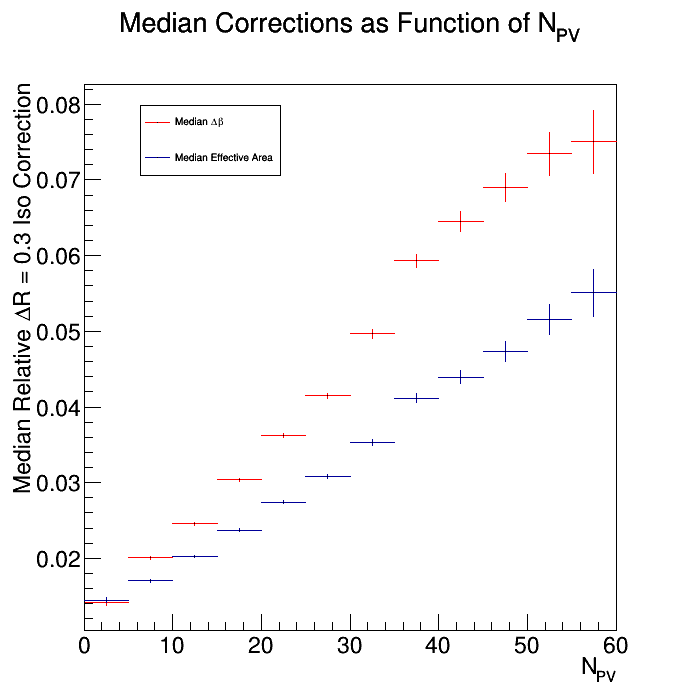 Median Corrections as Function of N_PV
Median Relative ΔR = 0.3 Iso Correction
0.08
0.07
0.06
0.05
0.04
0.03
0.02
Median Δβ
Median Effective Area
0 10 20 30 40 50 60
N_PV